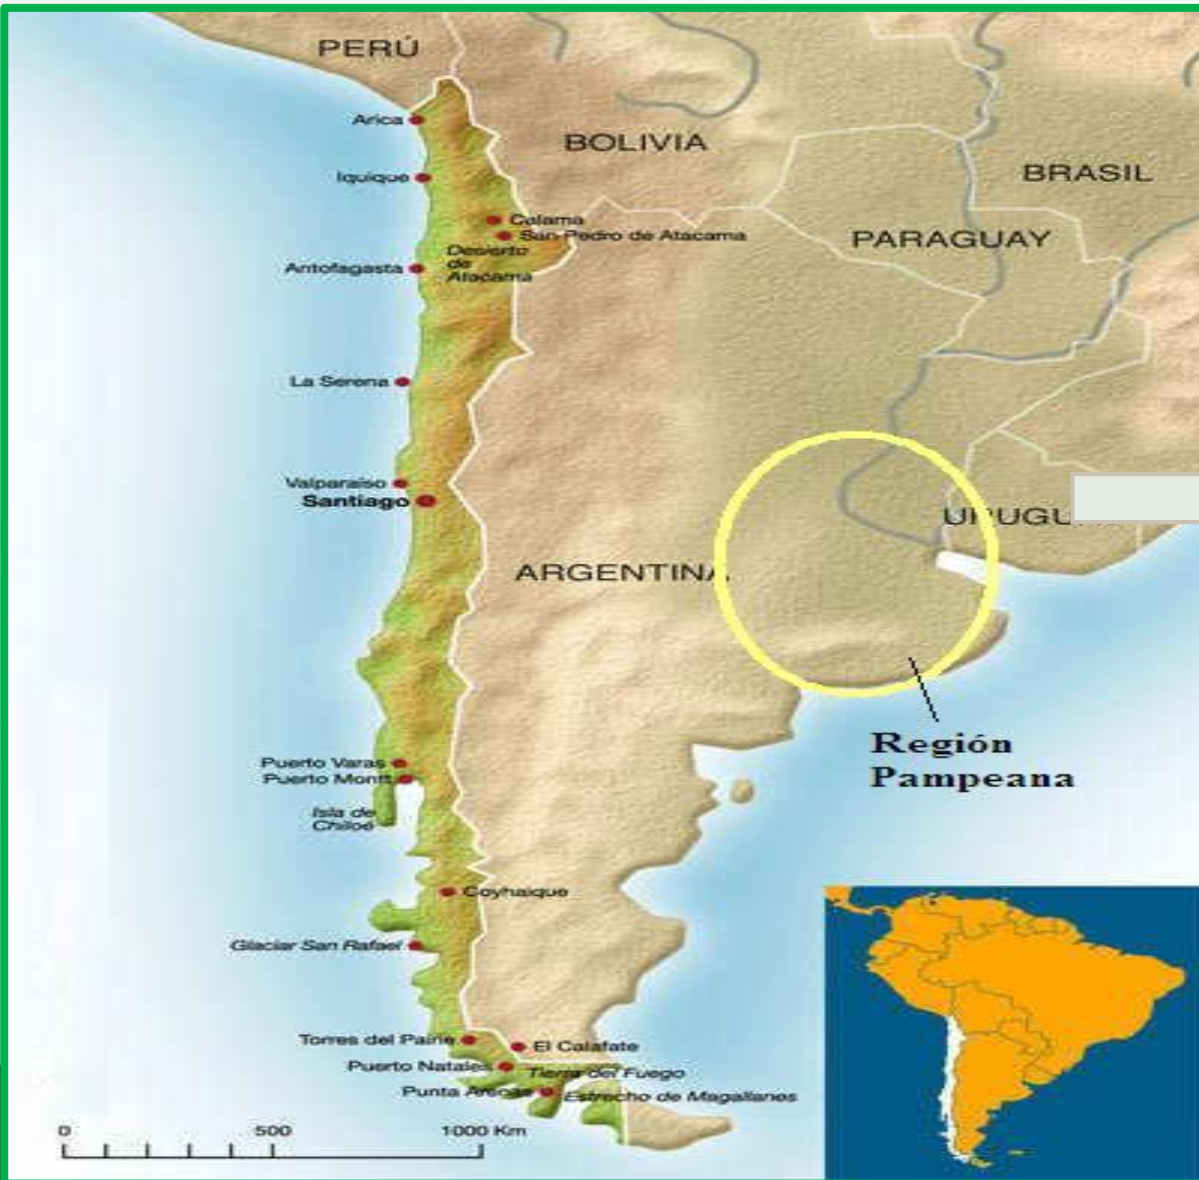 PERÚ
Arica
BOLIVIA
Iquique
BRASIL
Calama
San Pedro de Atacama
PARAGUAY
Desierto
de
Atacama
Antofagasta
La Serena
Valparaíso
Santiago
ARGENTINA
Región
Pampeana
Puerto Varas
Puerto Montt
Isla de
Chiloé
Coyhaique
Glaciar San Rafael
Torres del Paine
El Calafate
Puerto Natales
Tierra del Fuego
Punta Arenas
Estrecho de Magallanes
0 500 1000 Km